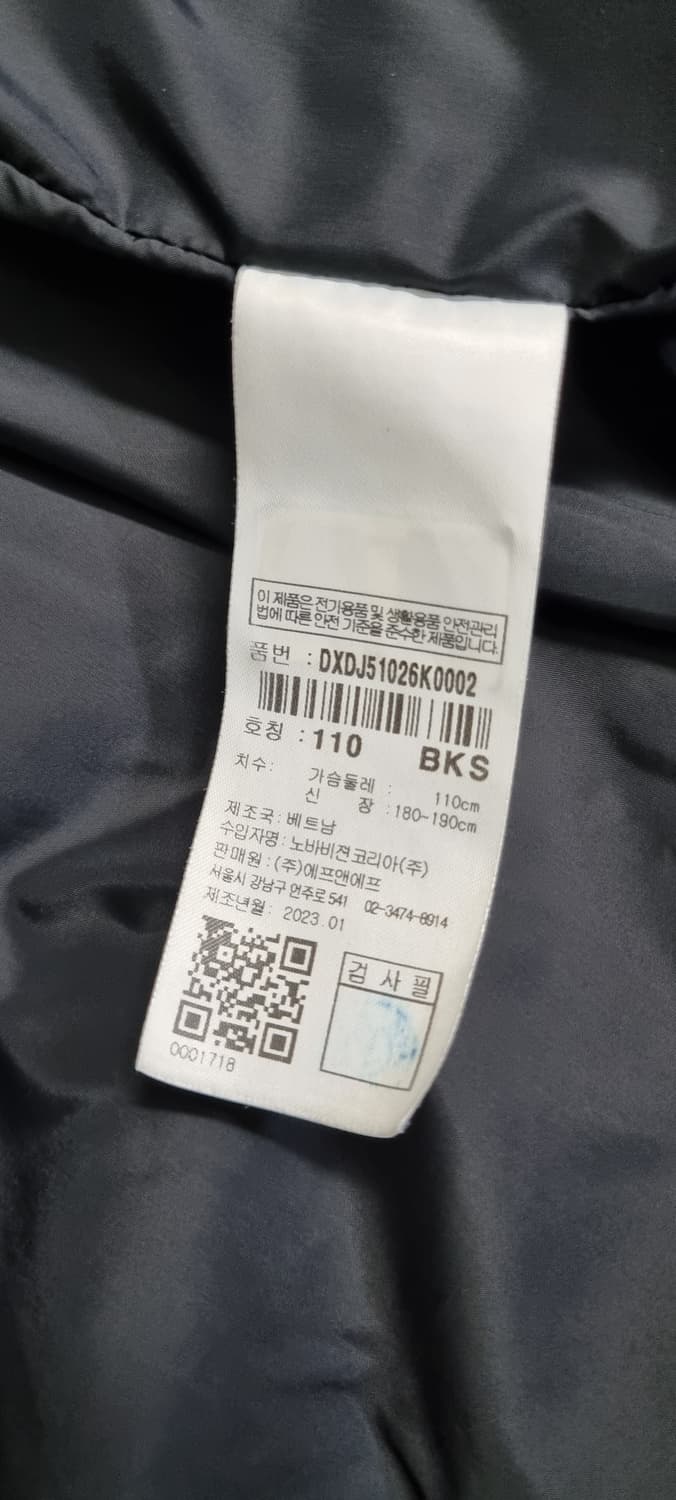 이 제품은 전기용품 및 생활용품 안전관리
법에 따른 안전 기준을 준수한 제품입니다.
품번 : DXDJ51026K0002
호칭 : 110 BKS
치수 : 가슴둘레 : 110cm
신 장 : 180~190cm
제조국 : 베트남
수입자명 : 노바비젼코리아(주)
판매원 : (주)에프앤에프
서울시 강남구 언주로 541 02-3474-8914
제조년월 : 2023.01
검 사 필
0001718